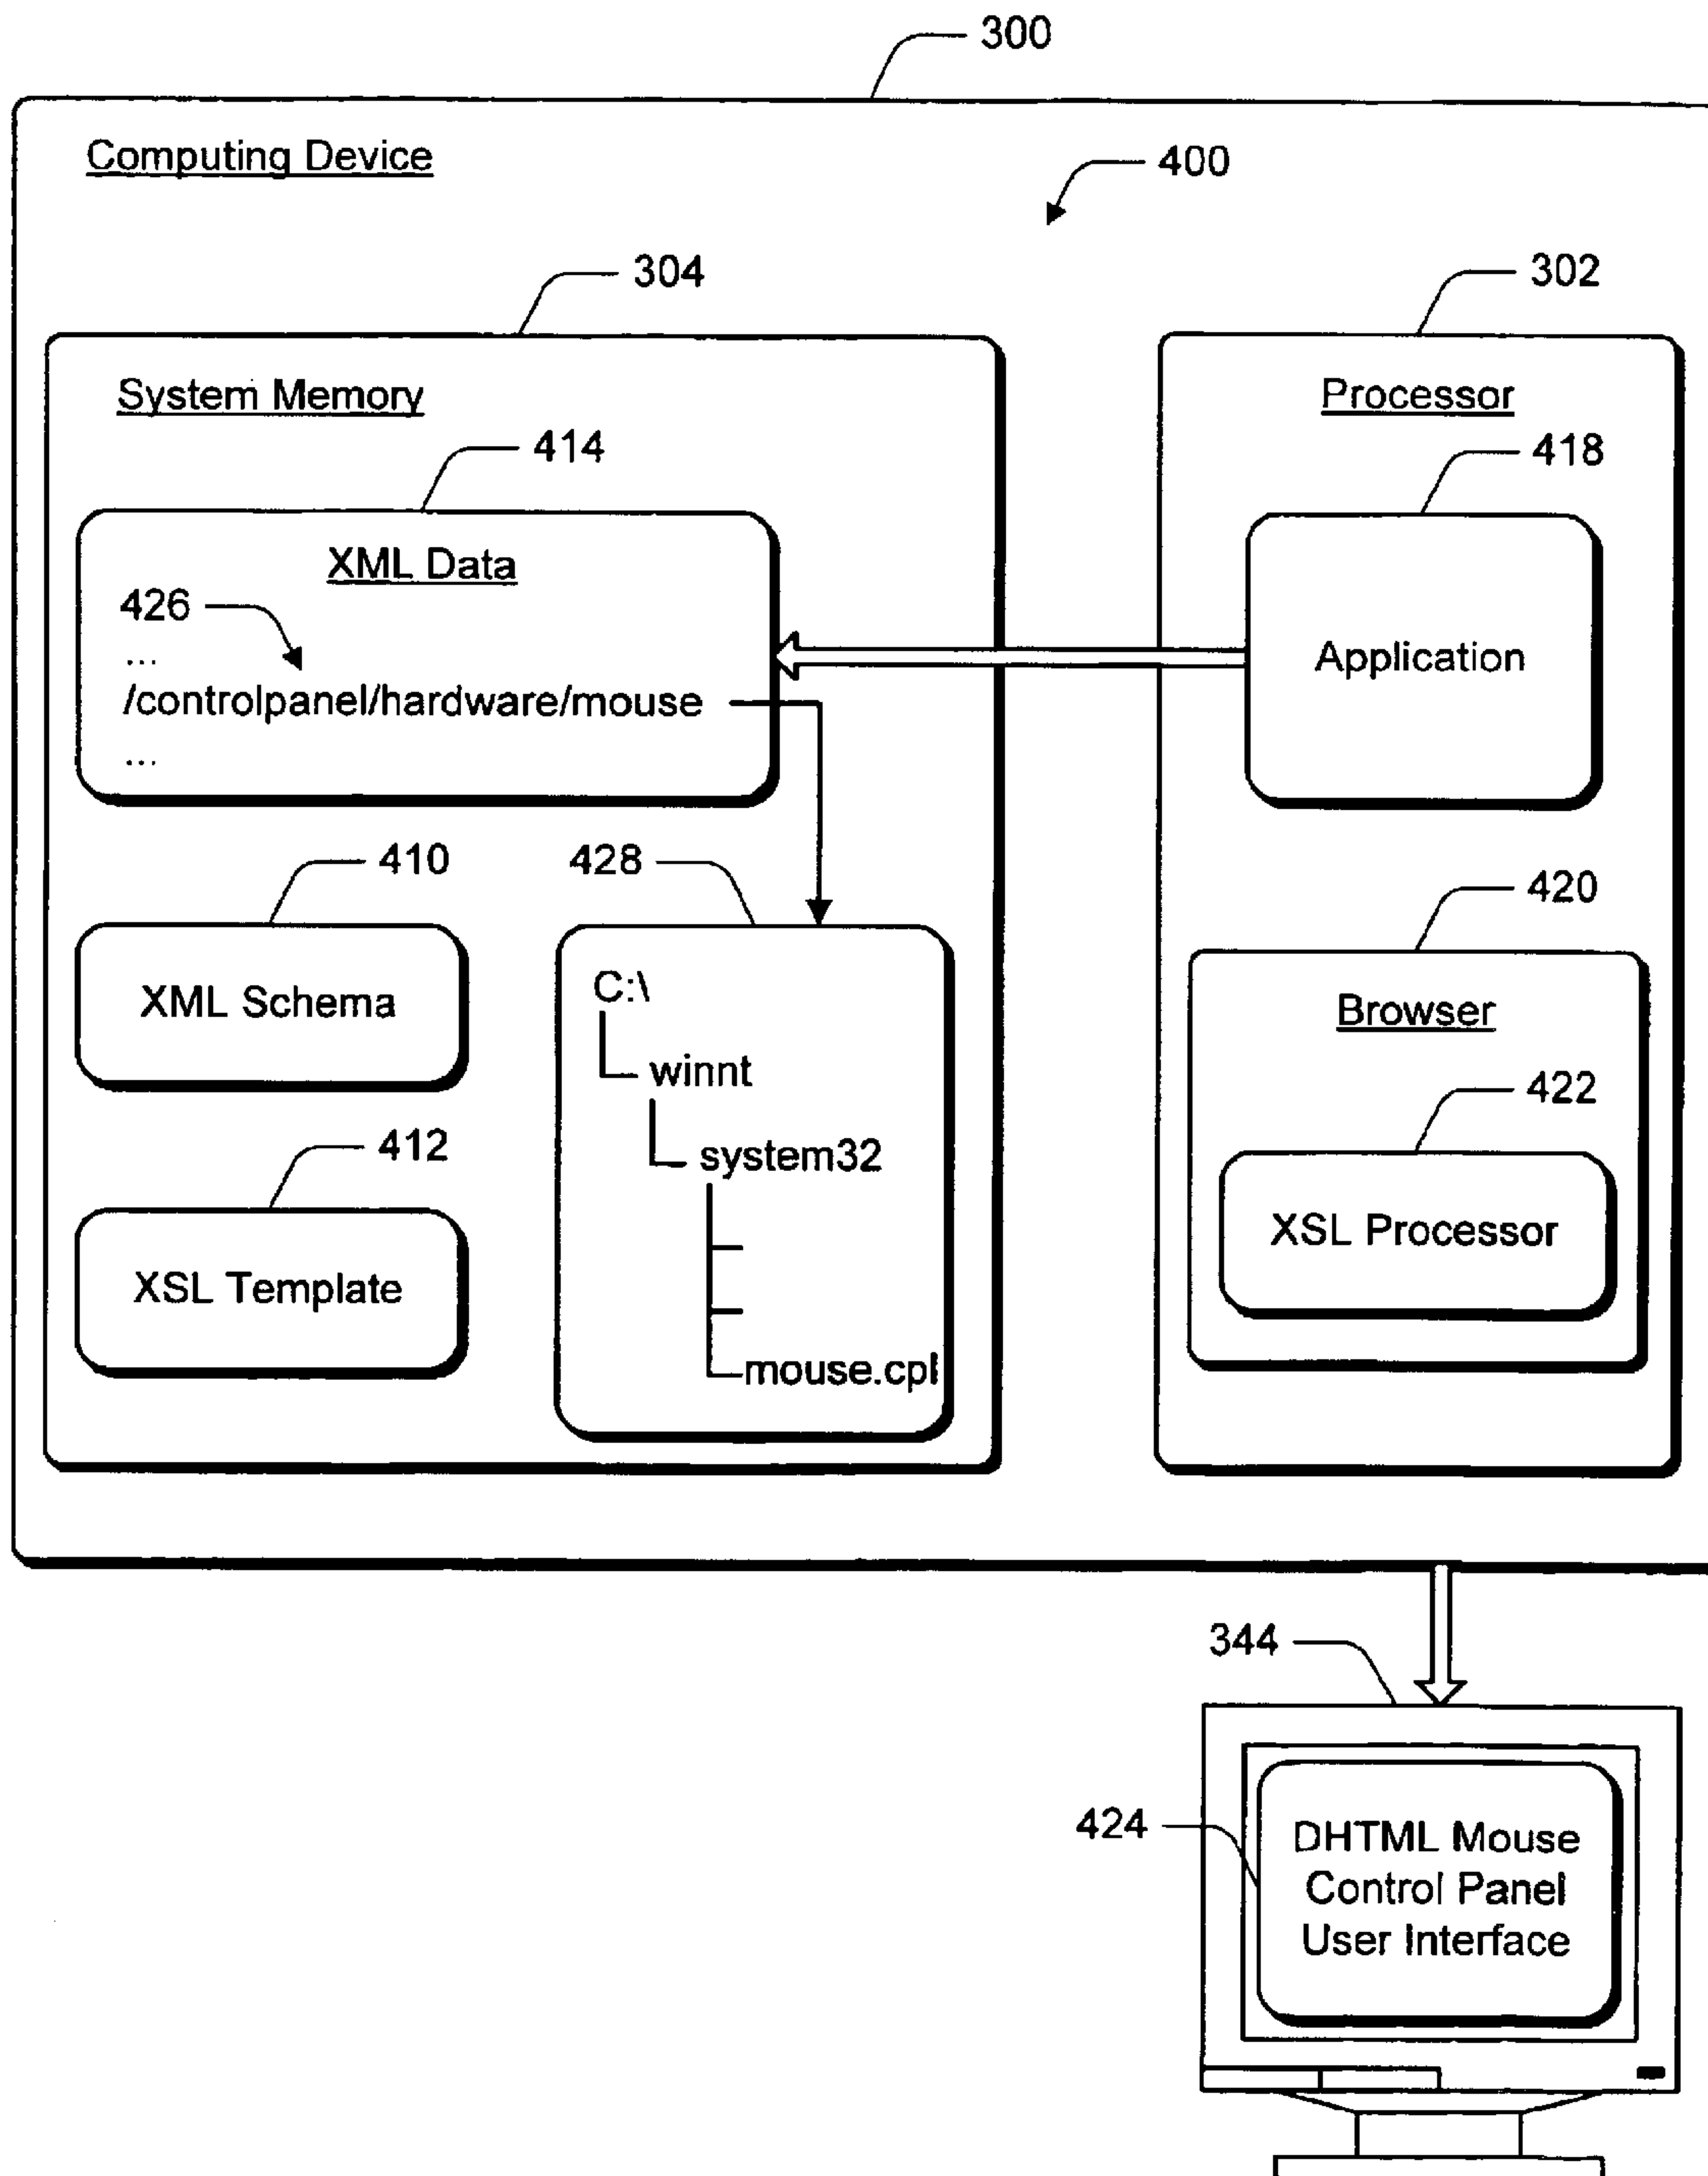 300
Computing Device
400
304
302
System Memory
Processor
414
418
XML Data
426
...
/controlpanel/hardware/mouse
...
Application
410
428
420
XML Schema
C:\
winnt
system32
mouse.cpl
Browser
422
412
XSL Template
XSL Processor
344
424
DHTML Mouse
Control Panel
User Interface